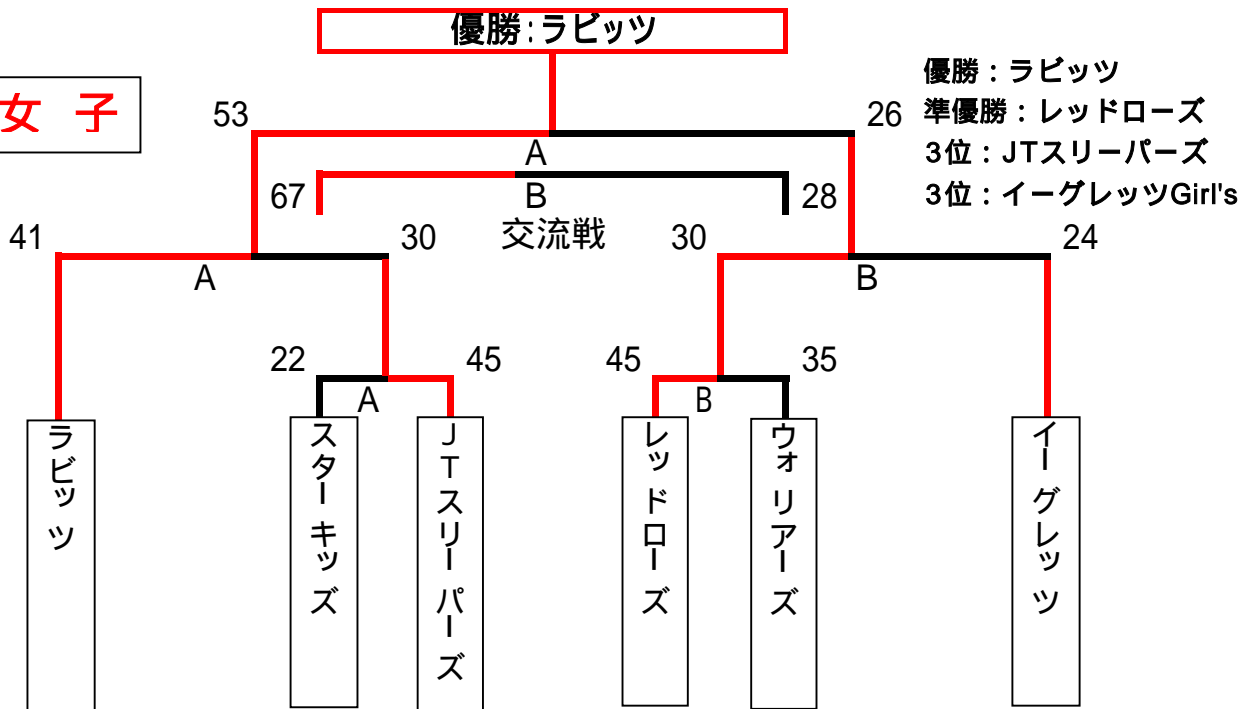 優勝:ラビッツ
女 子
優勝：ラビッツ
準優勝：レッドローズ
3位：JTスリーパーズ
3位：イーグレッツGirl's
53
26
A
67
B
28
交流戦
41
30
30
24
A
B
22
45
45
35
A
B
ラビッツ
スターキッズ
JTスリーパーズ
レッドローズ
ウォリアーズ
イーグレッツ